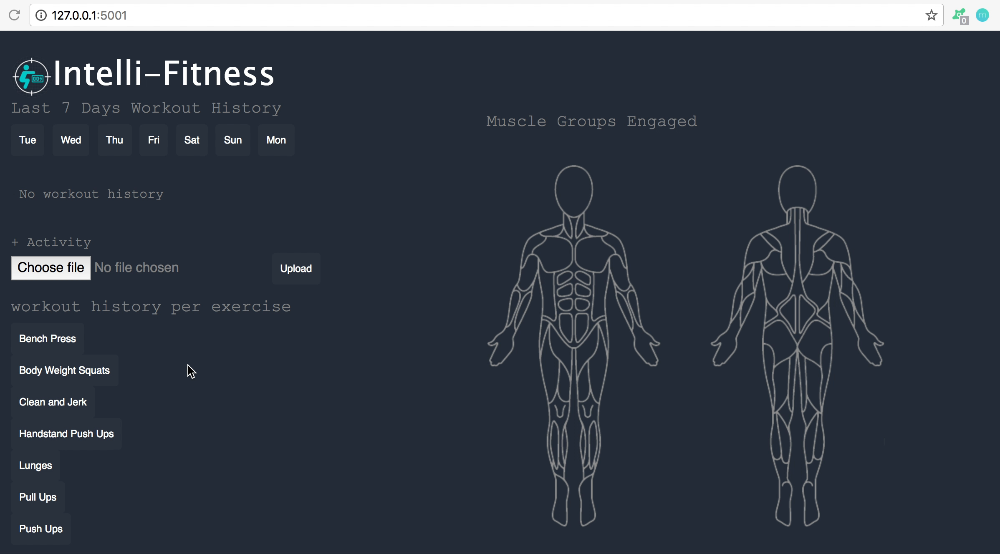 127.0.0.1:5001
0
m
007
Intelli-Fitness
Last 7 Days Workout History
Tue Wed Thu Fri Sat Sun Mon
No workout history
+ Activity
Choose file No file chosen Upload
workout history per exercise
Bench Press
Body Weight Squats
Clean and Jerk
Handstand Push Ups
Lunges
Pull Ups
Push Ups
Muscle Groups Engaged